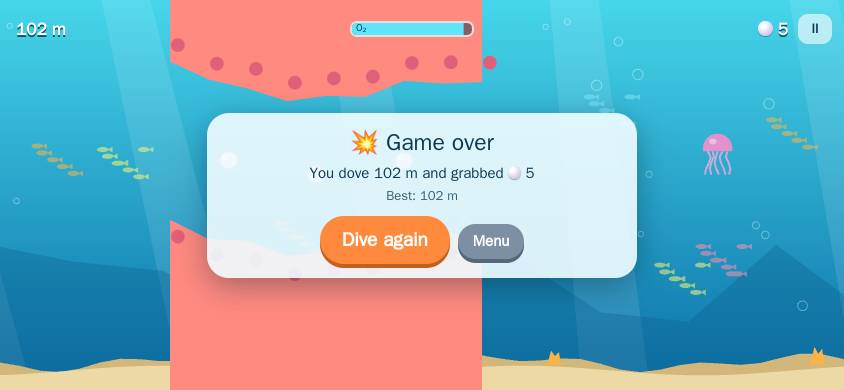 102 m
O₂
5
💥 Game over
You dove 102 m and grabbed 5
Best: 102 m
Dive again
Menu